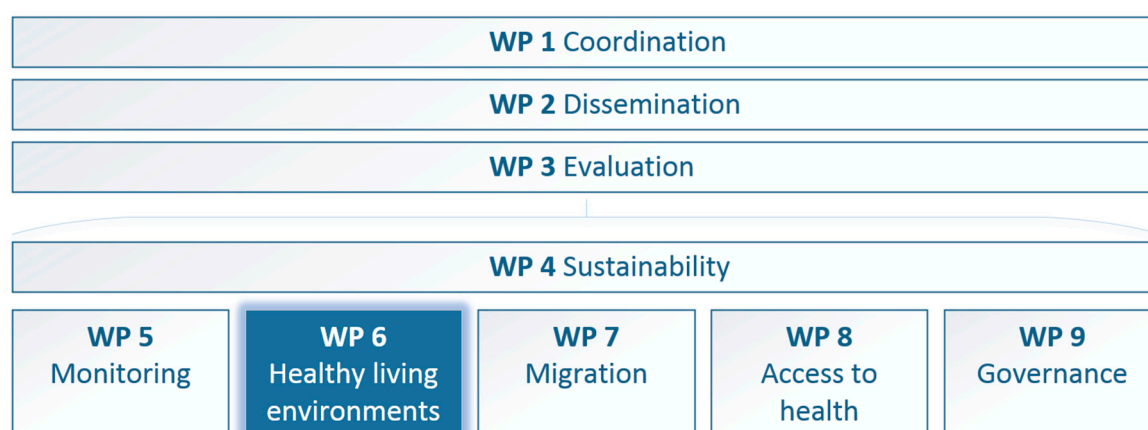 WP 1 Coordination
WP 2 Dissemination
WP 3 Evaluation
WP 4 Sustainability
WP 5
Monitoring
WP 6
Healthy living
environments
WP 7
Migration
WP 8
Access to
health
WP 9
Governance